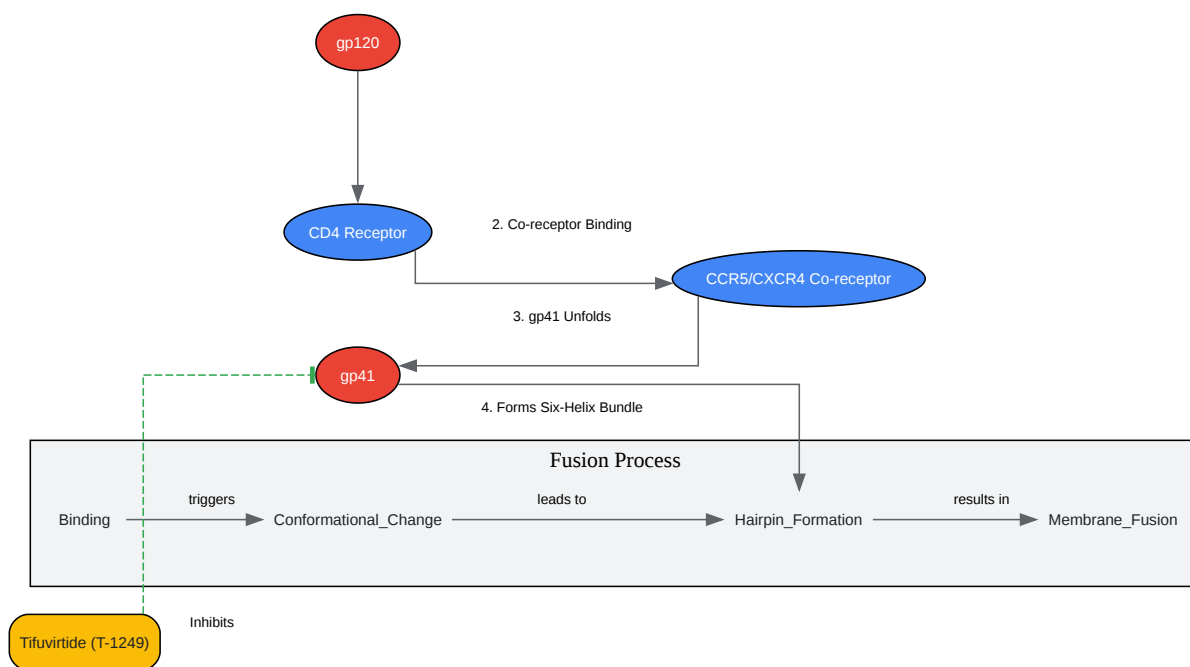 gp120
CD4 Receptor
2. Co-receptor Binding
CCR5/CXCR4 Co-receptor
3. gp41 Unfolds
gp41
4. Forms Six-Helix Bundle
Fusion Process
triggers
leads to
results in
Binding
Conformational_Change
Hairpin_Formation
Membrane_Fusion
Inhibits
Tifuvirtide (T-1249)